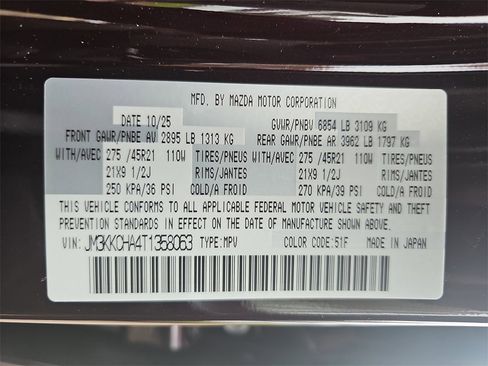 MFD. BY MAZDA MOTOR CORPORATION
DATE 10/25 GVWR/PNBV 6854 LB 3109 KG
FRONT GAWR/PNBE AV 2895 LB 1313 KG REAR GAWR/PNBE AR 3962 LB 1797 KG
WITH/AVEC 275 /45R21 110W TIRES/PNEUS WITH/AVEC 275 /45R21 110W TIRES/PNEUS
21X9 1/2J RIMS/JANTES 21X9 1/2J RIMS/JANTES
250 KPA/36 PSI COLD/A FROID 270 KPA/39 PSI COLD/A FROID
THIS VEHICLE CONFORMS TO ALL APPLICABLE FEDERAL MOTOR VEHICLE SAFETY AND THEFT
PREVENTION STANDARDS IN EFFECT ON THE DATE OF MANUFACTURE SHOWN ABOVE.
VIN: JM3KKCHA4T1358063 TYPE:MPV COLOR CODE:51F MADE IN JAPAN